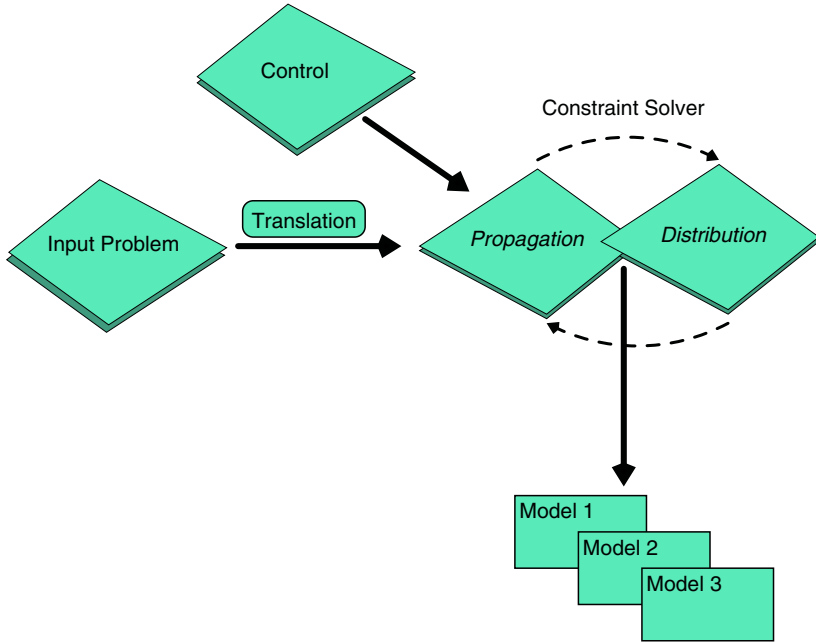 Control
Constraint Solver
Translation
Input Problem
Propagation
Distribution
Model 1
Model 2
Model 3